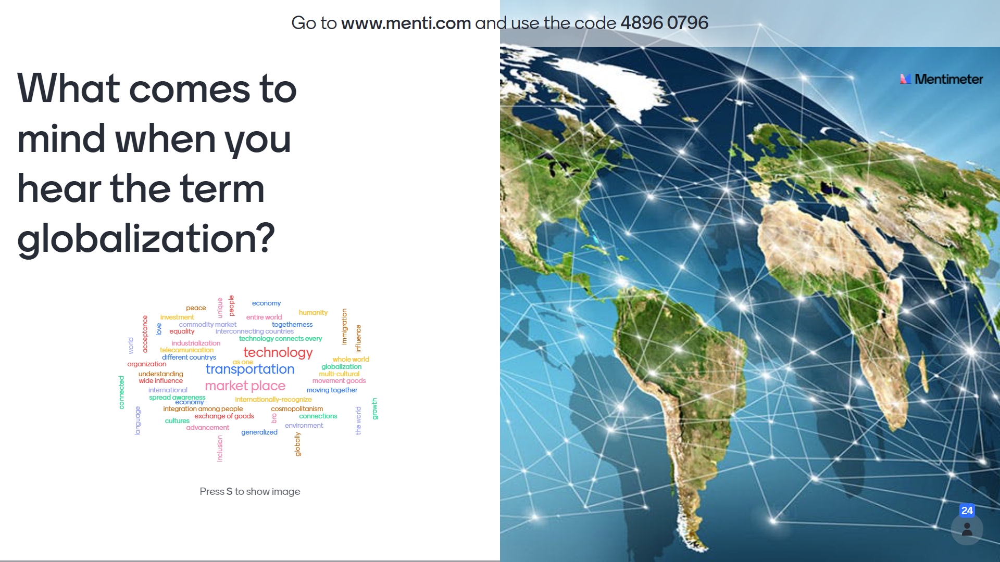 Go to www.menti.com and use the code 4896 0796
Mentimeter
What comes to
mind when you
hear the term
globalization?
peace
unique
people
economy
investment
entire world
humanity
acceptance
love
commodity market
togetherness
immigration
equality
interconnecting countries
influence
world
industrialization
technology connects every
telecomunication
technology
different countrys
as one
whole world
organization
transportation
globalization
understanding
multi-cultural
wide influence
market place
movement goods
connected
international
moving together
spread awareness
economy -
internationally-recognize
growth
integration among people
cosmopolitanism
language
exchange of goods
bro
connections
the world
cultures
advancement
environment
generalized
inclusion
globally
Press S to show image
24